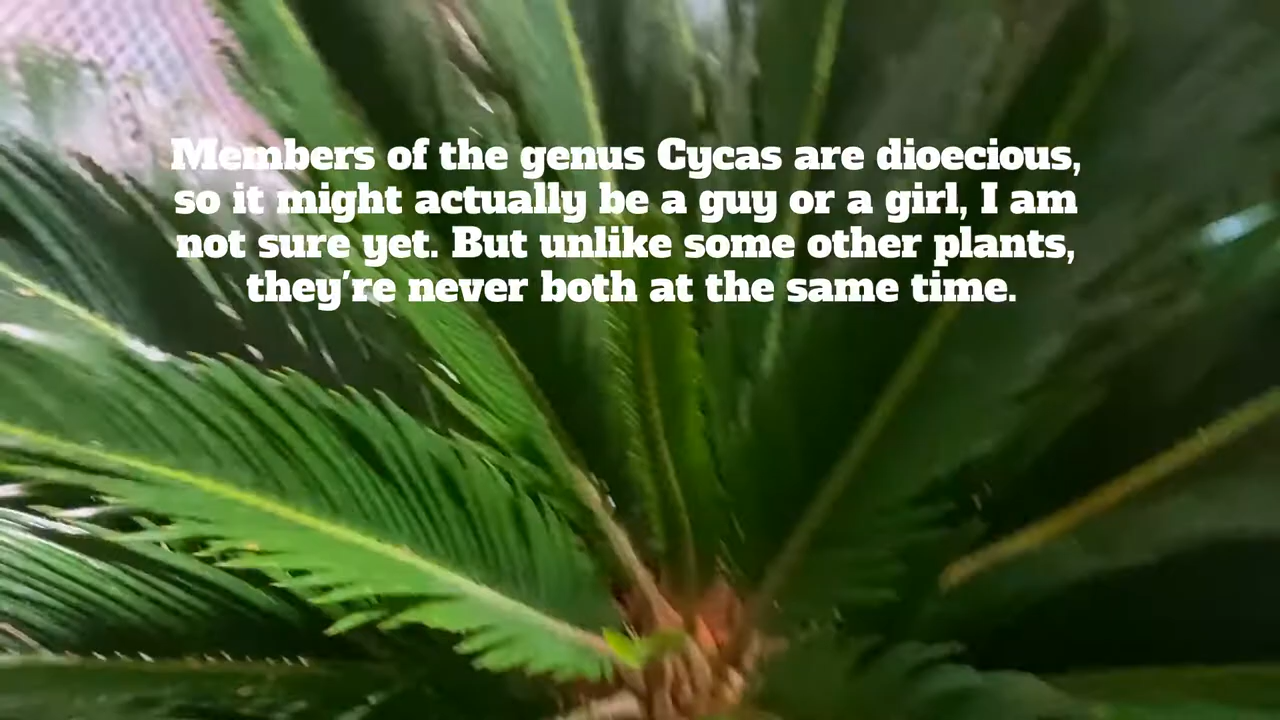 Members of the genus Cycas are dioecious,
so it might actually be a guy or a girl, I am
not sure yet. But unlike some other plants,
they're never both at the same time.